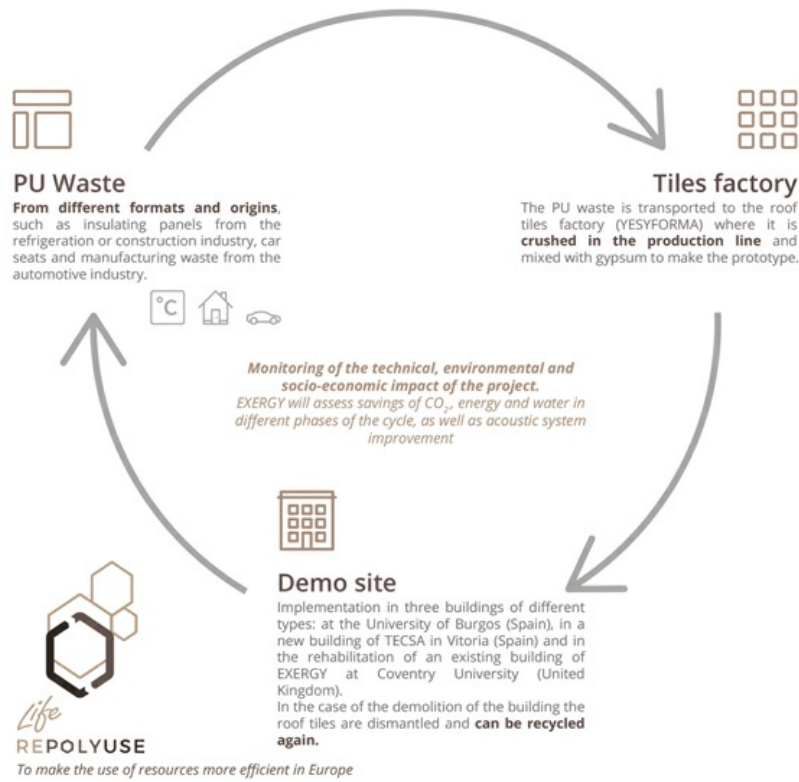 PU Waste
From different formats and origins,
such as insulating panels from the
refrigeration or construction industry, car
seats and manufacturing waste from the
automotive industry.
°C
Tiles factory
The PU waste is transported to the roof
tiles factory (YESYFORMA) where it is
crushed in the production line and
mixed with gypsum to make the prototype.
Monitoring of the technical, environmental and
socio-economic impact of the project.
EXERGY will assess savings of CO₂, energy and water in
different phases of the cycle, as well as acoustic system
improvement
Demo site
Implementation in three buildings of different
types: at the University of Burgos (Spain), in a
new building of TECSA in Vitoria (Spain) and in
the rehabilitation of an existing building of
EXERGY at Coventry University (United
Kingdom).
In the case of the demolition of the building the
roof tiles are dismantled and can be recycled
again.
Life
REPOLYUSE
To make the use of resources more efficient in Europe